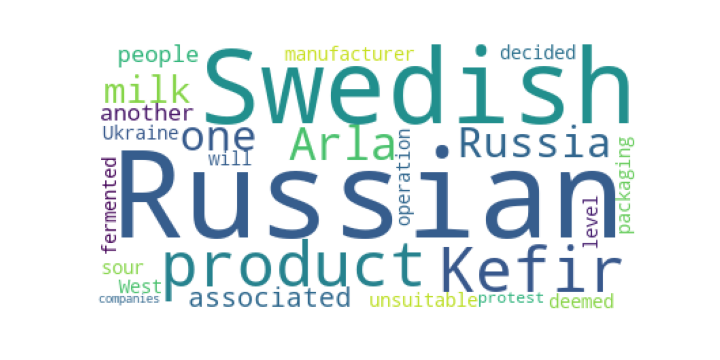 people
manufacturer
decided
Swedish
milk
another
Ukraine
one
will
Arla
operation
Russia
packaging
fermented
Russian
level
product
Kefir
sour
West
companies
associated
unsuitable
protest
deemed